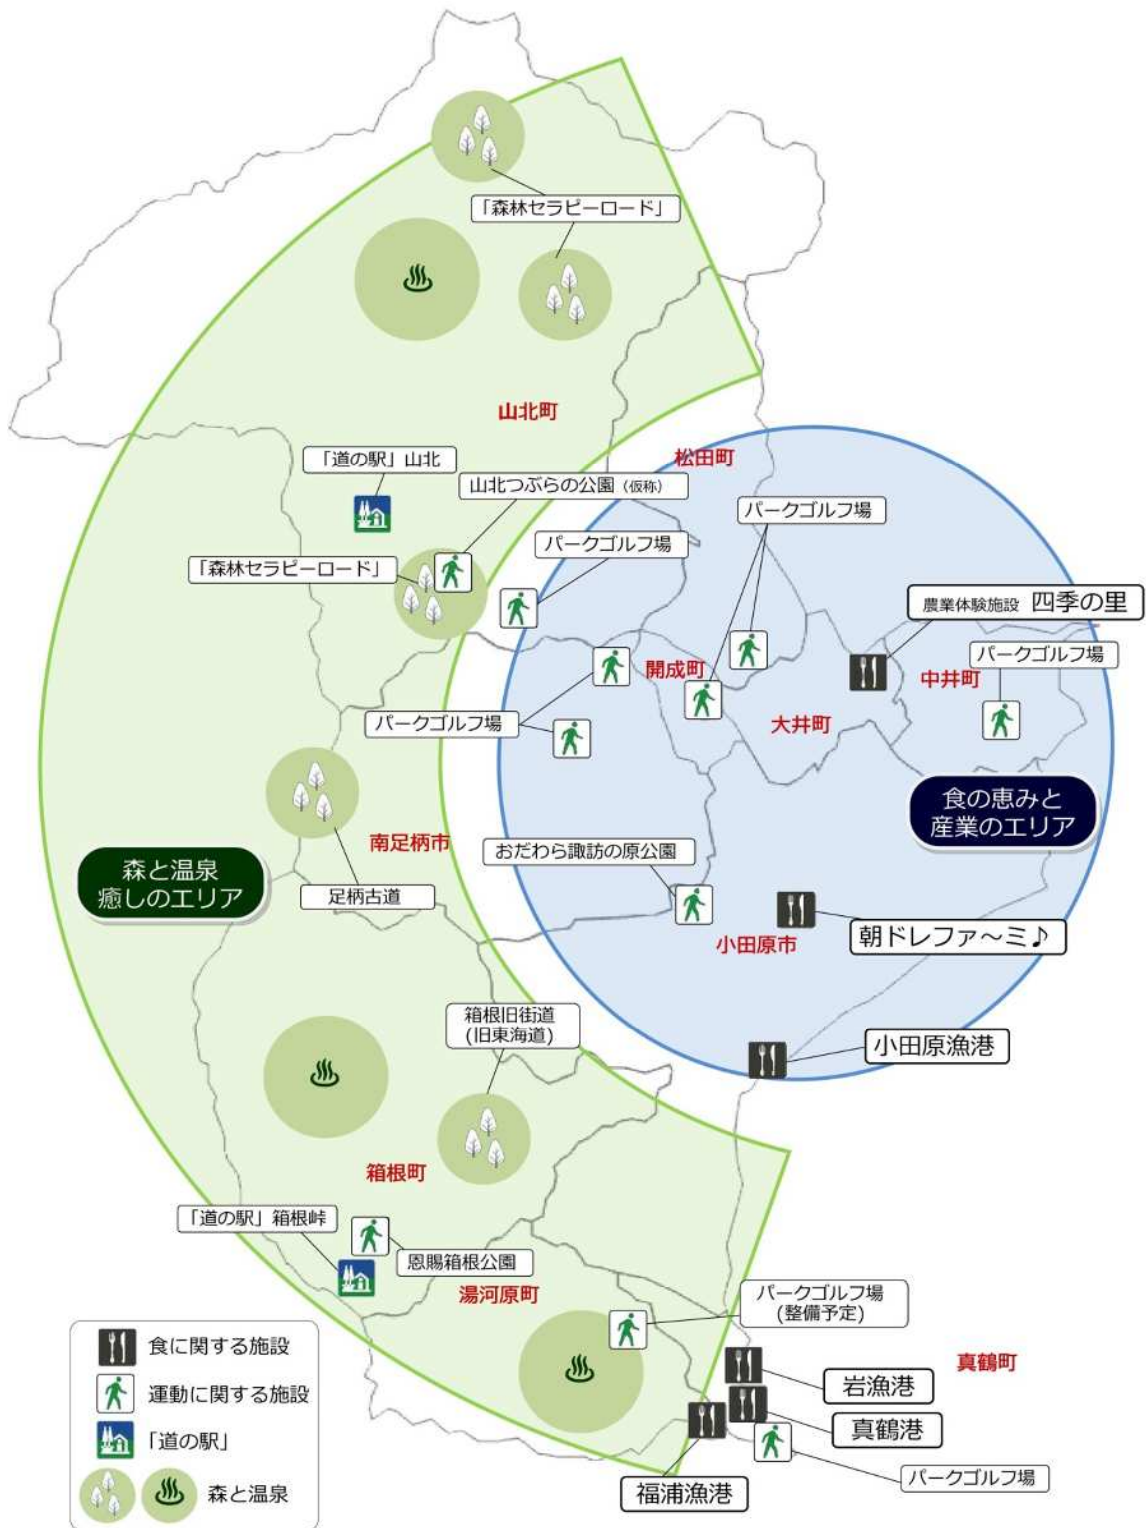 「森林セラピーロード」
山北町
「道の駅」山北
山北つぶらの公園（仮称）
松田町
パークゴルフ場
パークゴルフ場
「森林セラピーロード」
農業体験施設 四季の里
パークゴルフ場
開成町
中井町
パークゴルフ場
大井町
食の恵みと
産業のエリア
南足柄市
おだわら諏訪の原公園
森と温泉
癒しのエリア
足柄古道
朝ドレファ～ミ♪
小田原市
箱根旧街道
(旧東海道)
小田原漁港
箱根町
「道の駅」箱根峠
恩賜箱根公園
湯河原町
パークゴルフ場
(整備予定)
真鶴町
岩漁港
真鶴港
福浦漁港
パークゴルフ場
食に関する施設
運動に関する施設
「道の駅」
森と温泉